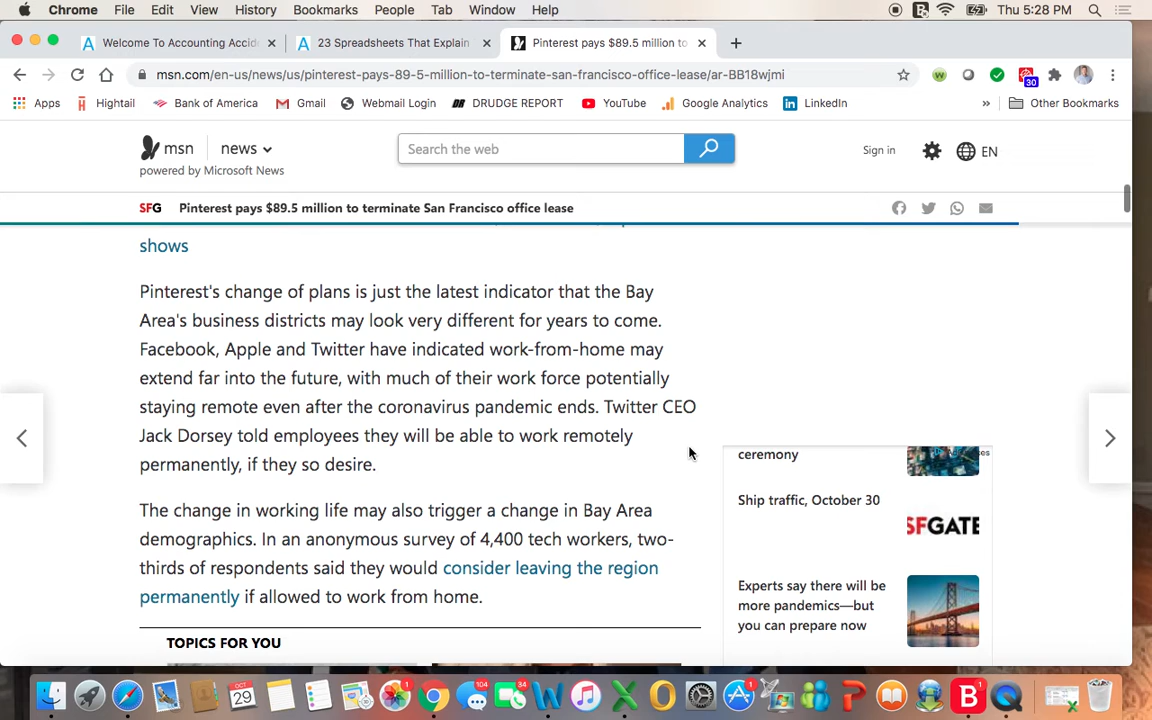 Chrome File Edit View History Bookmarks People Tab Window Help Thu 5:28 PM
Welcome To Accounting Accid
23 Spreadsheets That Explain
Pinterest pays $89.5 million to
msn.com/en-us/news/us/pinterest-pays-89-5-million-to-terminate-san-francisco-office-lease/ar-BB18wjmi
30
Apps Hightail Bank of America Gmail Webmail Login DRUDGE REPORT YouTube Google Analytics LinkedIn » Other Bookmarks
msn news
powered by Microsoft News
Search the web
Sign in
EN
SFG Pinterest pays $89.5 million to terminate San Francisco office lease
shows
Pinterest's change of plans is just the latest indicator that the Bay
Area's business districts may look very different for years to come.
Facebook, Apple and Twitter have indicated work-from-home may
extend far into the future, with much of their work force potentially
staying remote even after the coronavirus pandemic ends. Twitter CEO
Jack Dorsey told employees they will be able to work remotely
permanently, if they so desire.
The change in working life may also trigger a change in Bay Area
demographics. In an anonymous survey of 4,400 tech workers, two-
thirds of respondents said they would consider leaving the region
permanently if allowed to work from home.
TOPICS FOR YOU
ceremony
Ship traffic, October 30
SFGATE
Experts say there will be
more pandemics—but
you can prepare now
OCT
29
1
104
34
1
1